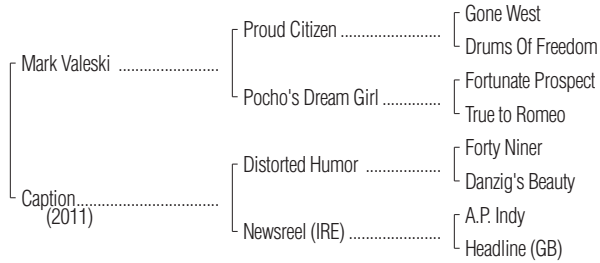 Gone West
Proud Citizen ........................
Drums Of Freedom
Mark Valeski ........................
Fortunate Prospect
Pocho's Dream Girl ..............
True to Romeo
Forty Niner
Distorted Humor ..................
Danzig's Beauty
Caption..................................
(2011)
A.P. Indy
Newsreel (IRE) ......................
Headline (GB)